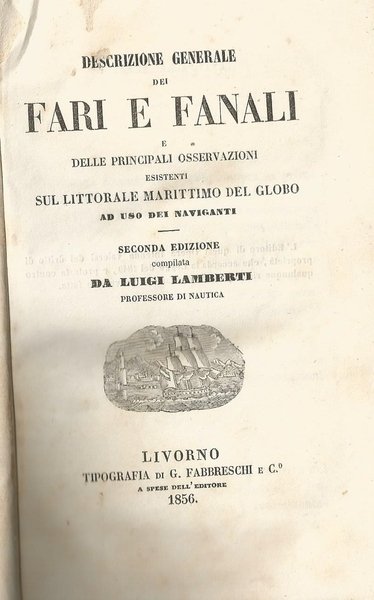 DESCRIZIONE GENERALE
DEI
FARI E FANALI
E
DELLE PRINCIPALI OSSERVAZIONI
ESISTENTI
SUL LITTORALE MARITTIMO DEL GLOBO
AD USO DEI NAVIGANTI
SECONDA EDIZIONE
compilata
DA LUIGI LAMBERTI
PROFESSORE DI NAUTICA
LIVORNO
TIPOGRAFIA DI G. FABBRESCHI E C.º
A SPESE DELL'EDITORE
1856.